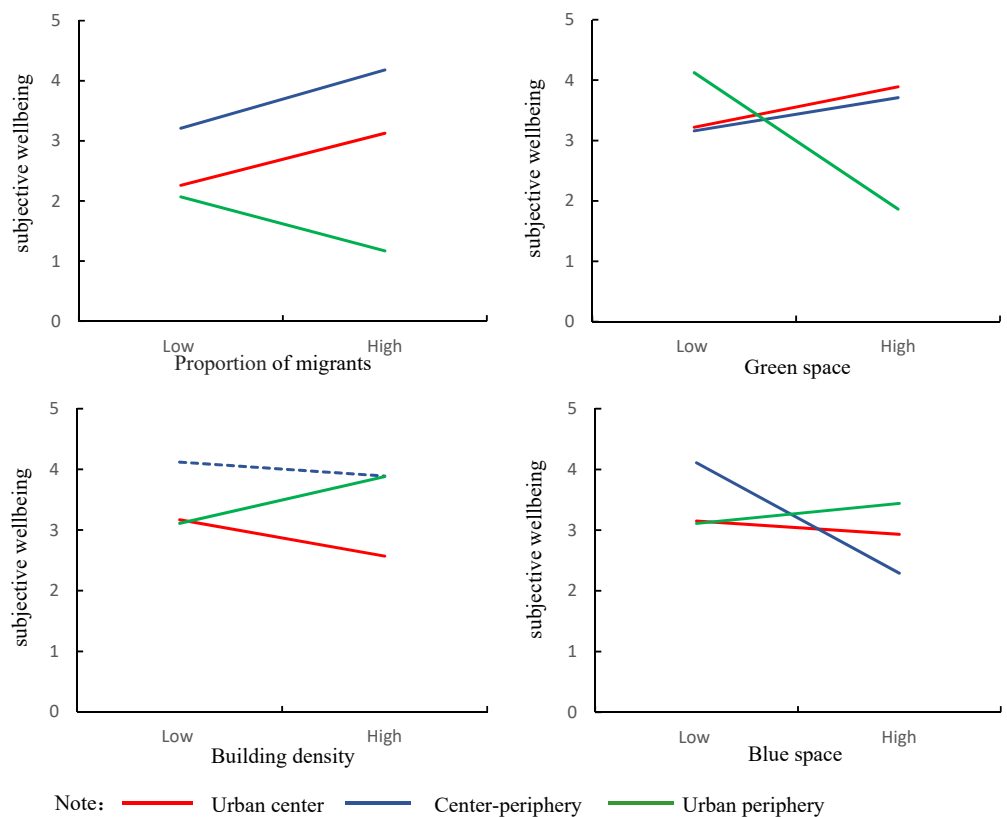 5
4
3
2
1
0
subjective wellbeing
Low
High
Proportion of migrants
5
4
3
2
1
0
subjective wellbeing
Low
High
Green space
5
4
3
2
1
0
subjective wellbeing
Low
High
Building density
5
4
3
2
1
0
subjective wellbeing
Low
High
Blue space
Note： Urban center Center-periphery Urban periphery